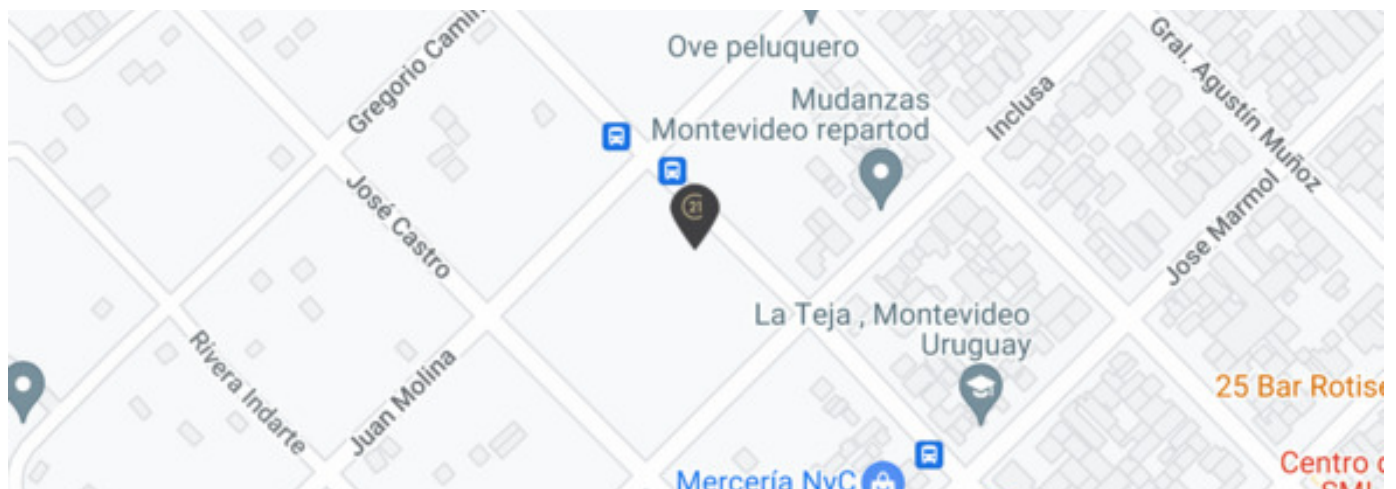 Ove peluquero
Gral. Agustín Muñoz
Gregorio Camin
Mudanzas
Montevideo repartod
Inclusa
21
José Castro
Jose Marmol
La Teja , Montevideo
Uruguay
Rivera Indarte
Juan Molina
25 Bar Rotise
Mercería NyC
Centro